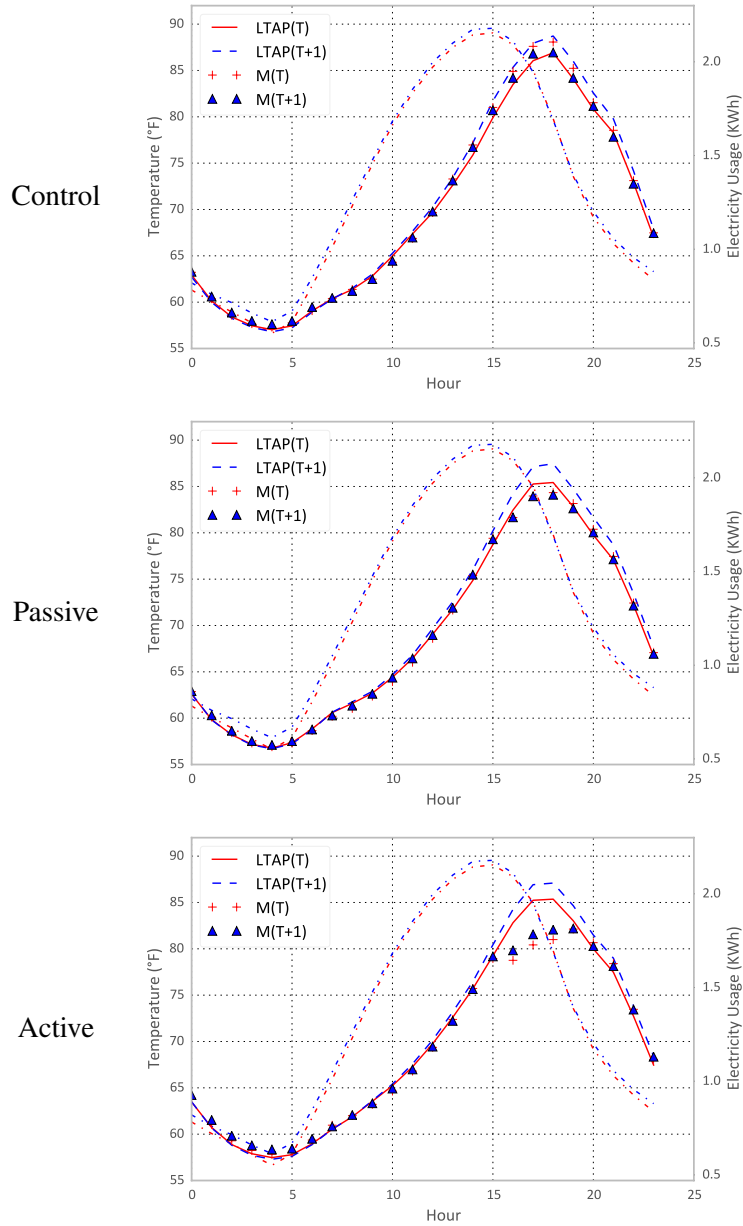 Control
LTAP(T)
LTAP(T+1)
M(T)
M(T+1)
Temperature (°F)
90
85
80
75
70
65
60
55
Electricity Usage (KWh)
2.0
1.5
1.0
0.5
0 5 10 15 20 25
Hour
Passive
LTAP(T)
LTAP(T+1)
M(T)
M(T+1)
Temperature (°F)
90
85
80
75
70
65
60
55
Electricity Usage (KWh)
2.0
1.5
1.0
0.5
0 5 10 15 20 25
Hour
Active
LTAP(T)
LTAP(T+1)
M(T)
M(T+1)
Temperature (°F)
90
85
80
75
70
65
60
55
Electricity Usage (KWh)
2.0
1.5
1.0
0.5
0 5 10 15 20 25
Hour